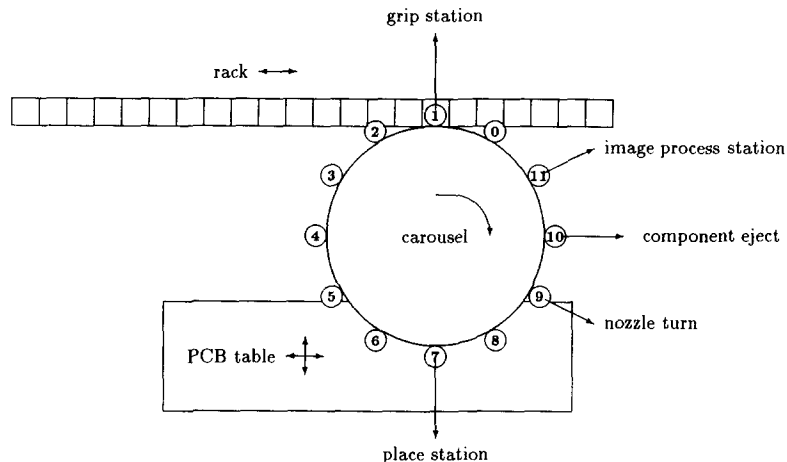 grip station
rack
1
2
0
3
11
image process station
4
carousel
10
component eject
5
9
nozzle turn
6
8
PCB table
7
place station